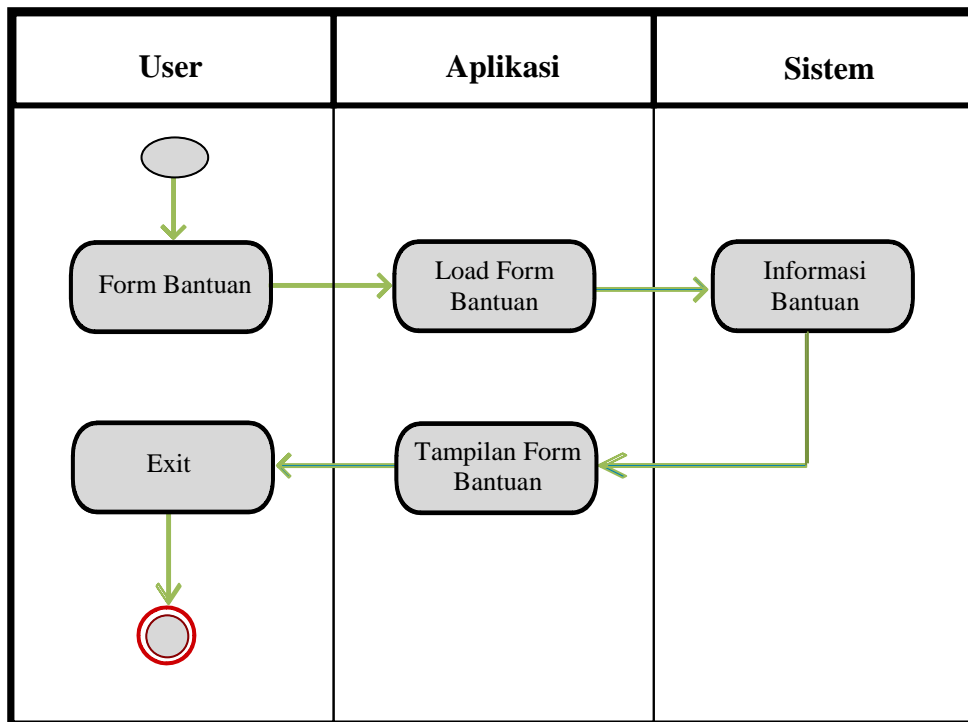 User
Aplikasi
Sistem
Form Bantuan
Load Form
Bantuan
Informasi
Bantuan
Exit
Tampilan Form
Bantuan